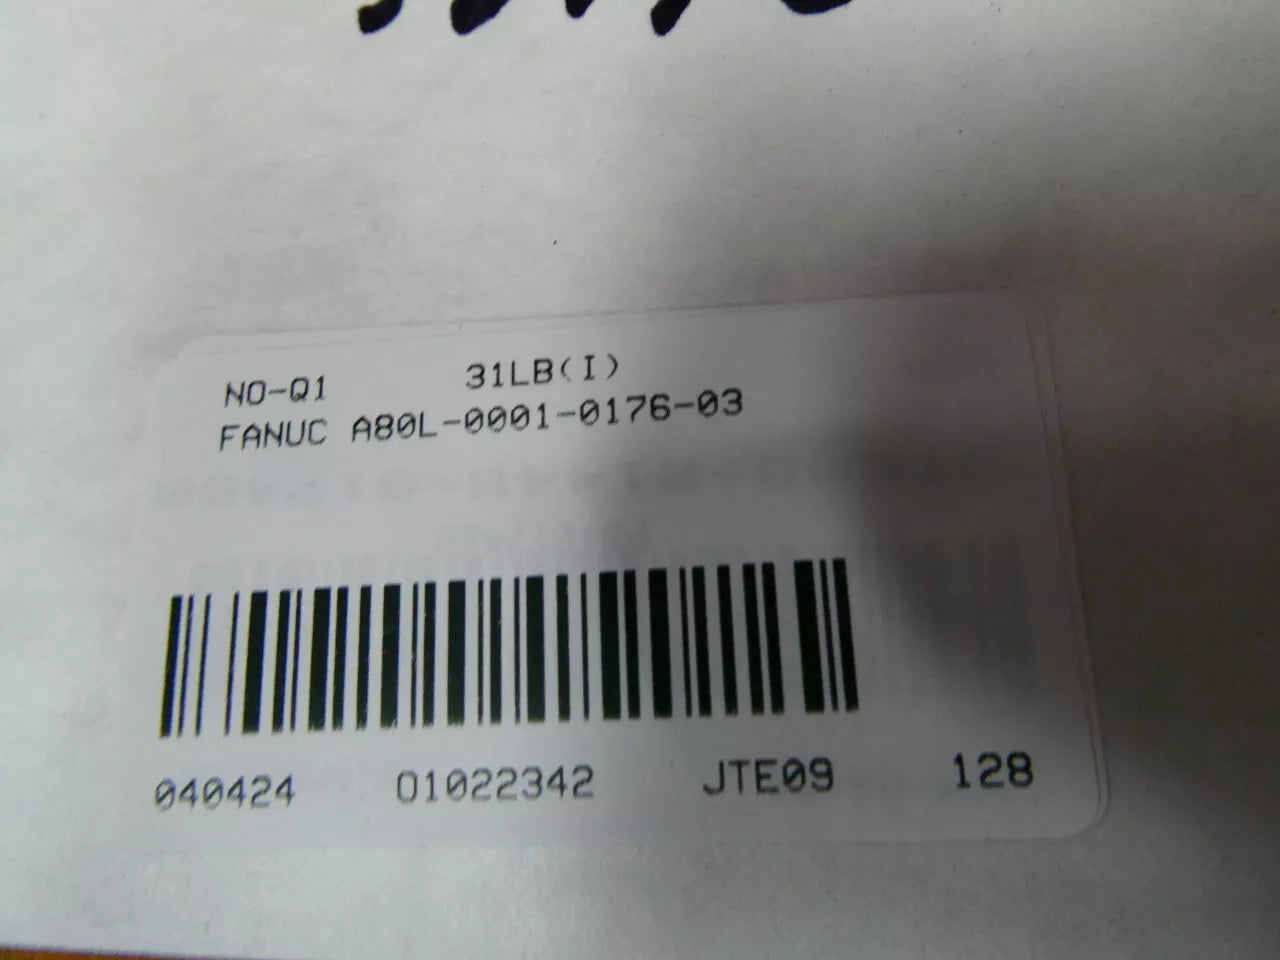 NO-Q1 31LB(I)
FANUC A80L-0001-0176-03
040424 01022342 JTE09 128